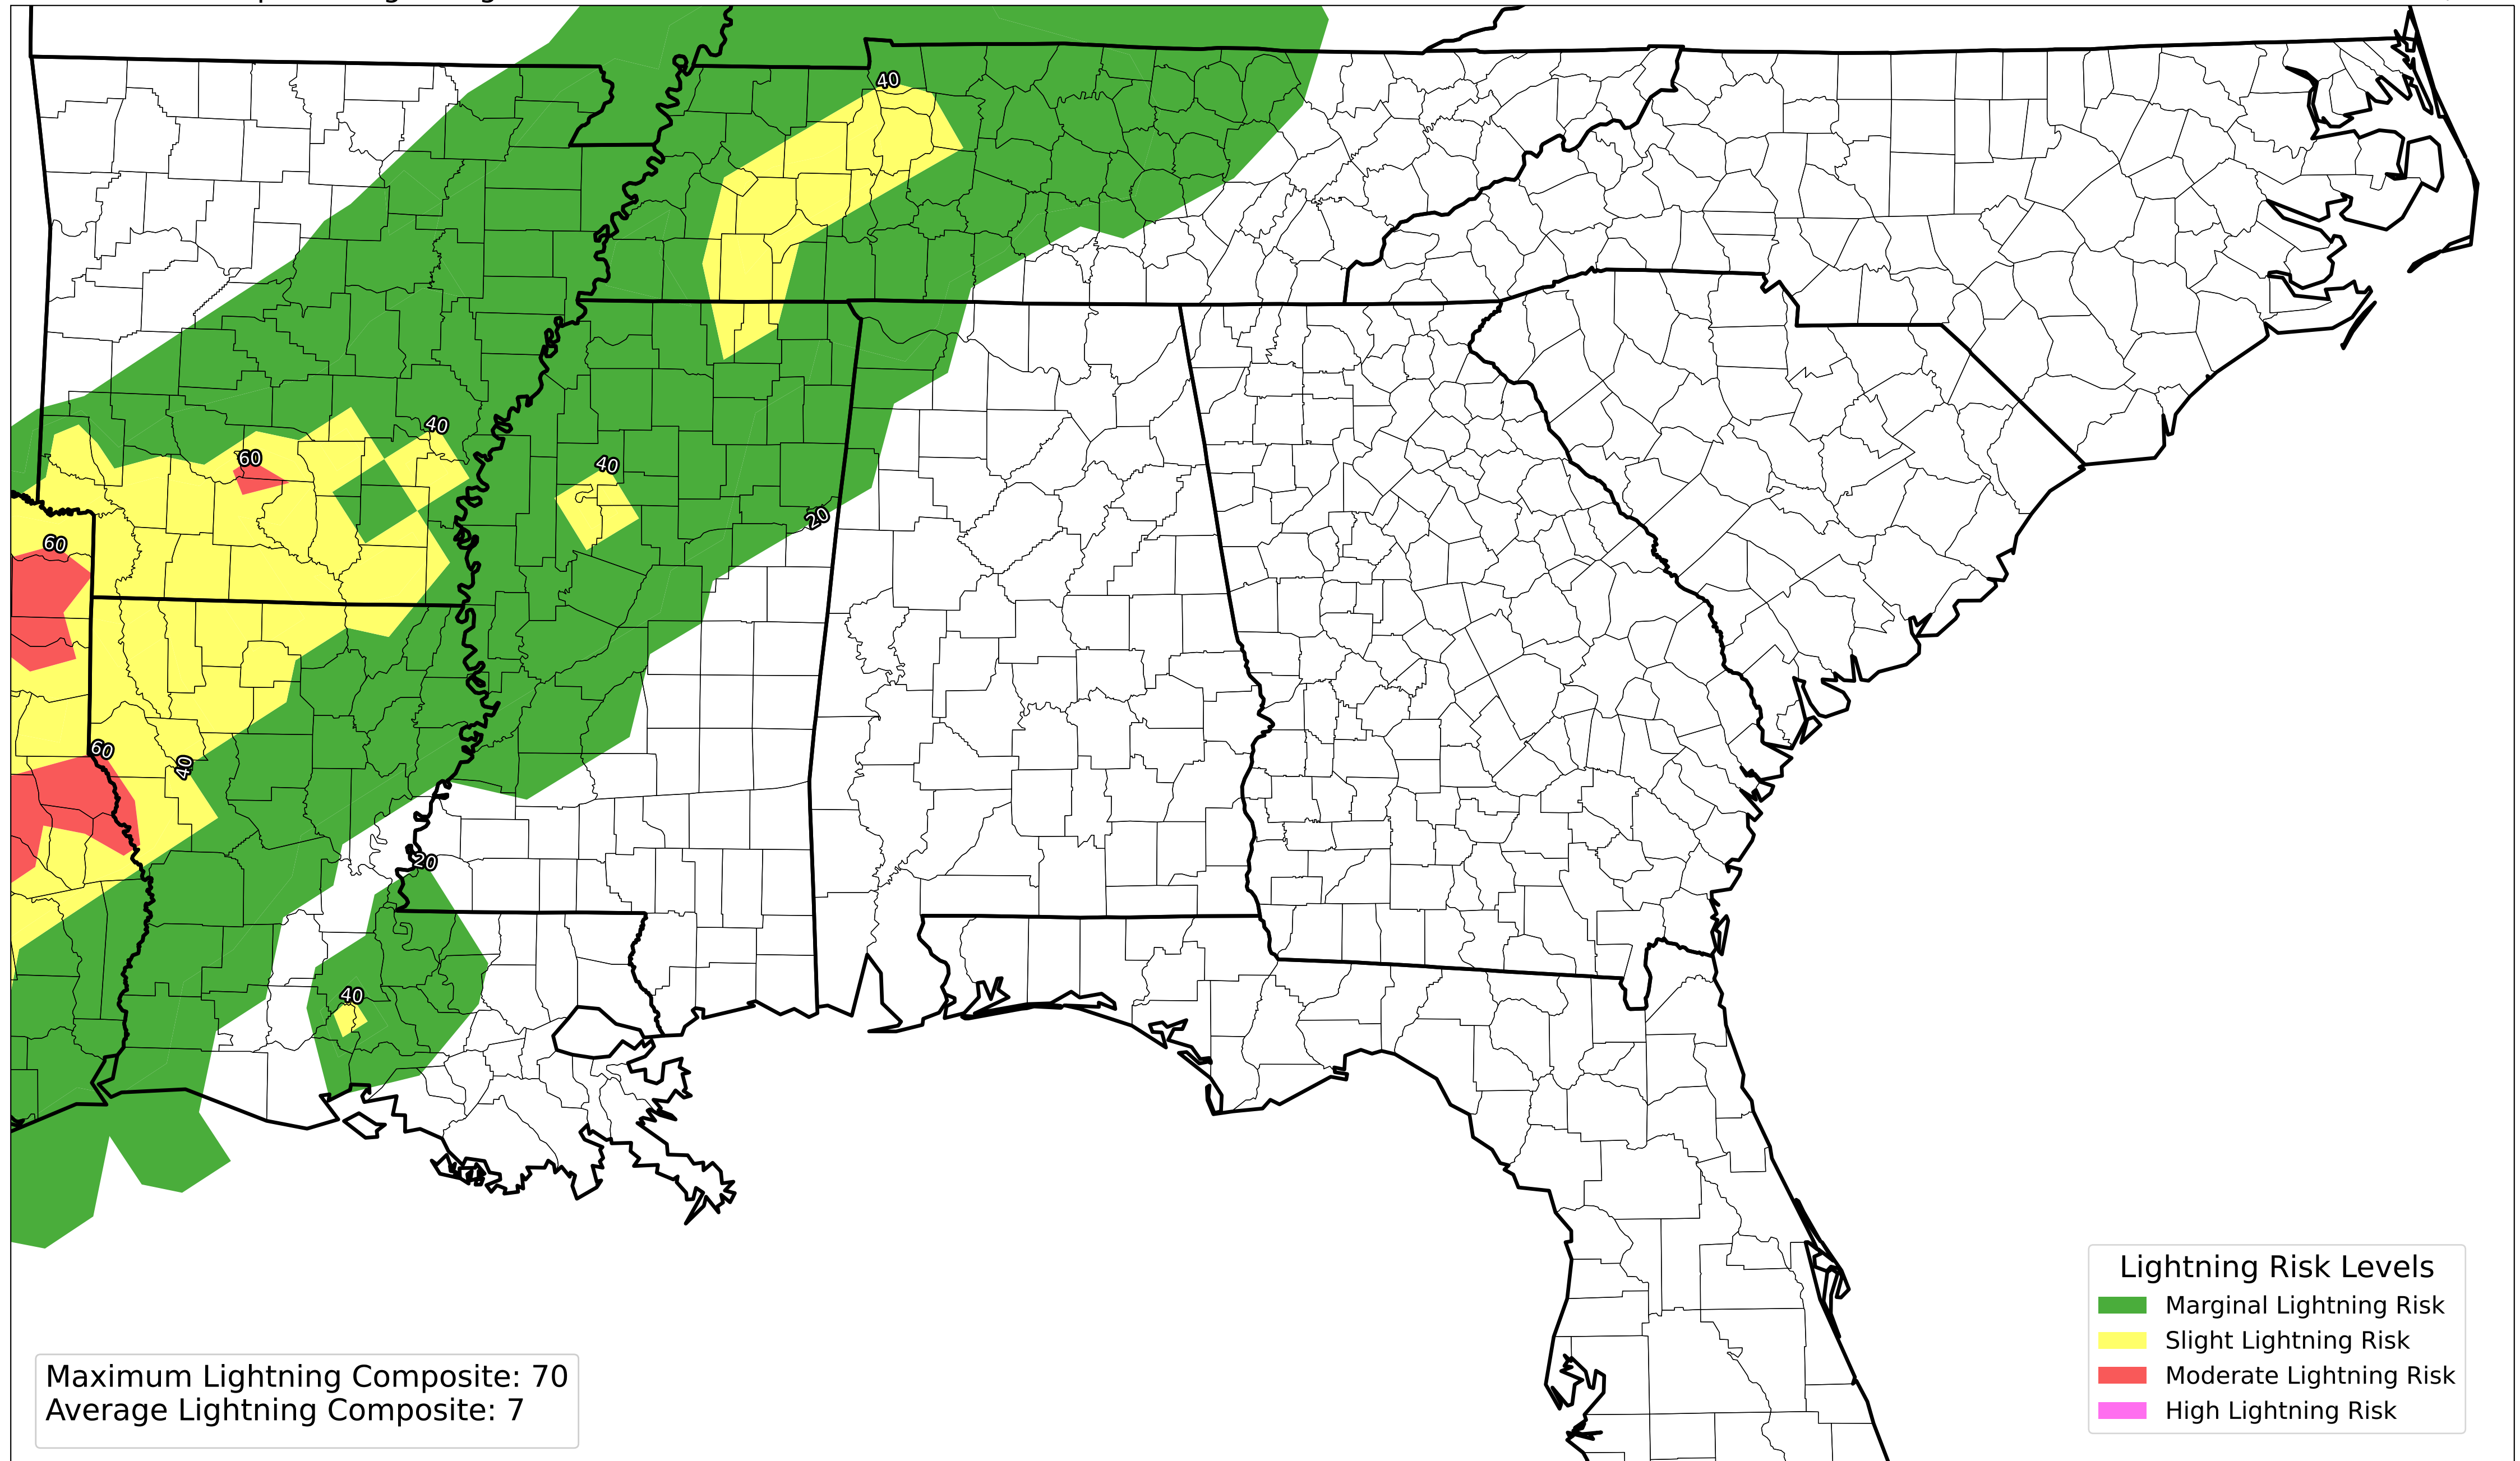 40
40
60
40
20
60
60
40
20
40
Lightning Risk Levels
Marginal Lightning Risk
Slight Lightning Risk
Moderate Lightning Risk
High Lightning Risk
Maximum Lightning Composite: 70
Average Lightning Composite: 7